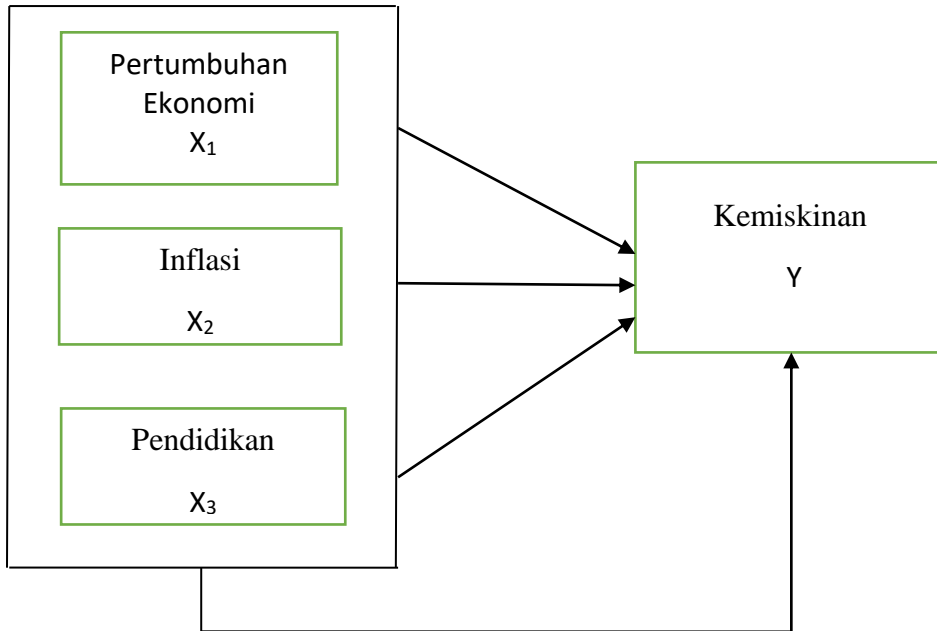 Pertumbuhan
Ekonomi
X₁
Inflasi
X₂
Pendidikan
X₃
Kemiskinan
Y